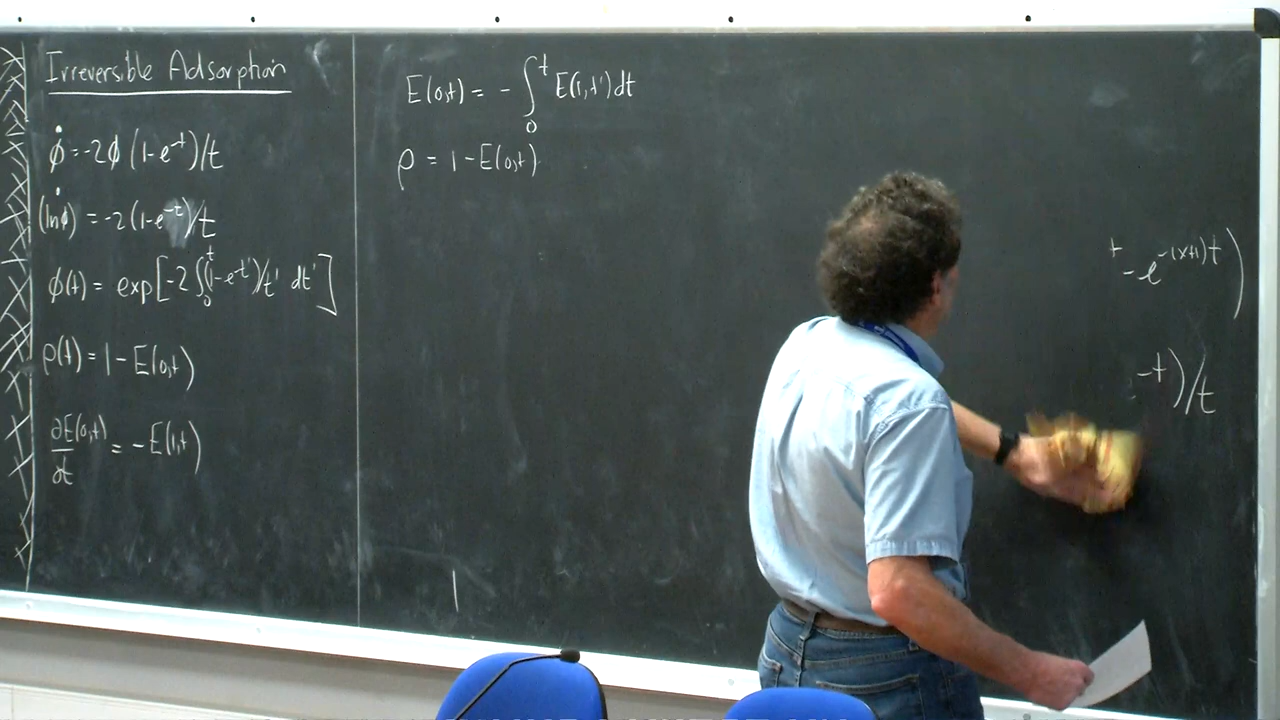 Irreversible Adsorption
ϕ̇ = -2ϕ(1-e^{-t})/t
(lnϕ̇) = -2(1-e^{-t})/t
ϕ(t) = exp[-2∫_0^t(1-e^{-t'})/t' dt']
ρ(t) = 1 - E(0,t)
∂E(0,t)/∂t = -E(1,t)
E(0,t) = - ∫_0^t E(1,t')dt
ρ = 1 - E(0,t)
t - e^{-(x+1)t})
-t)/t